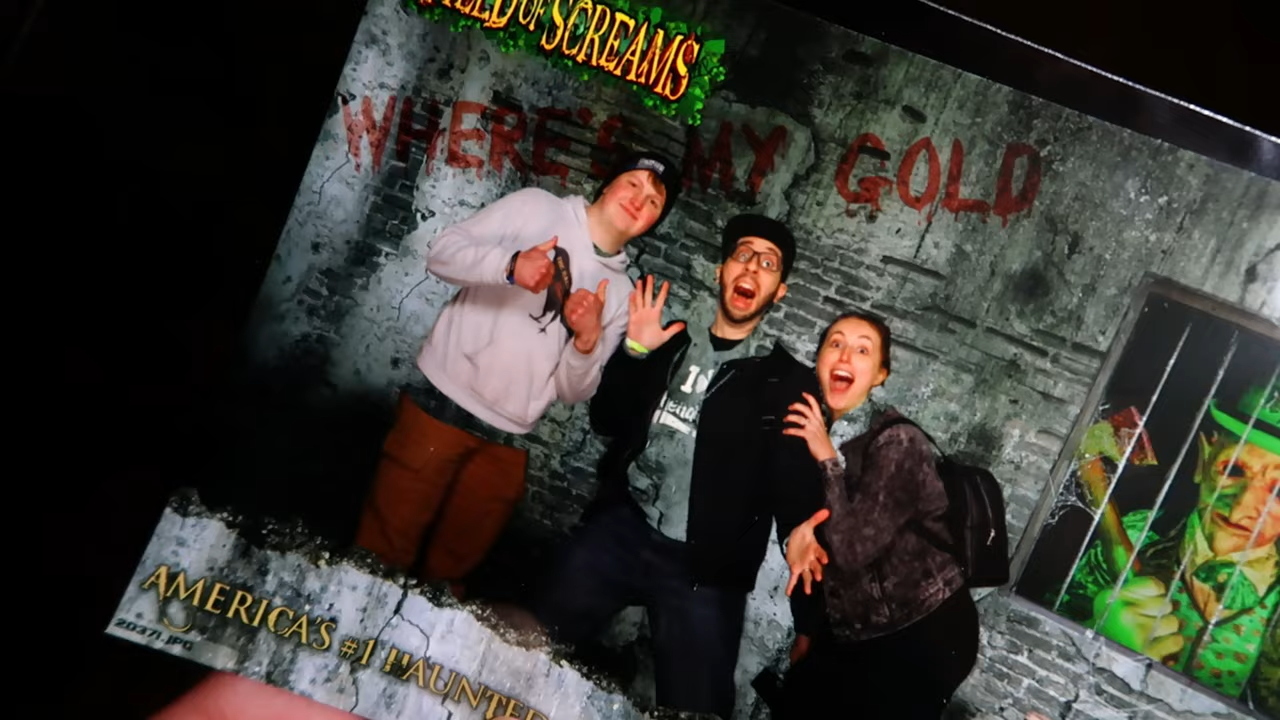 FIELD OF SCREAMS
WHERE'S MY GOLD
AMERICA'S #1 HAUNTED
20371.JPG